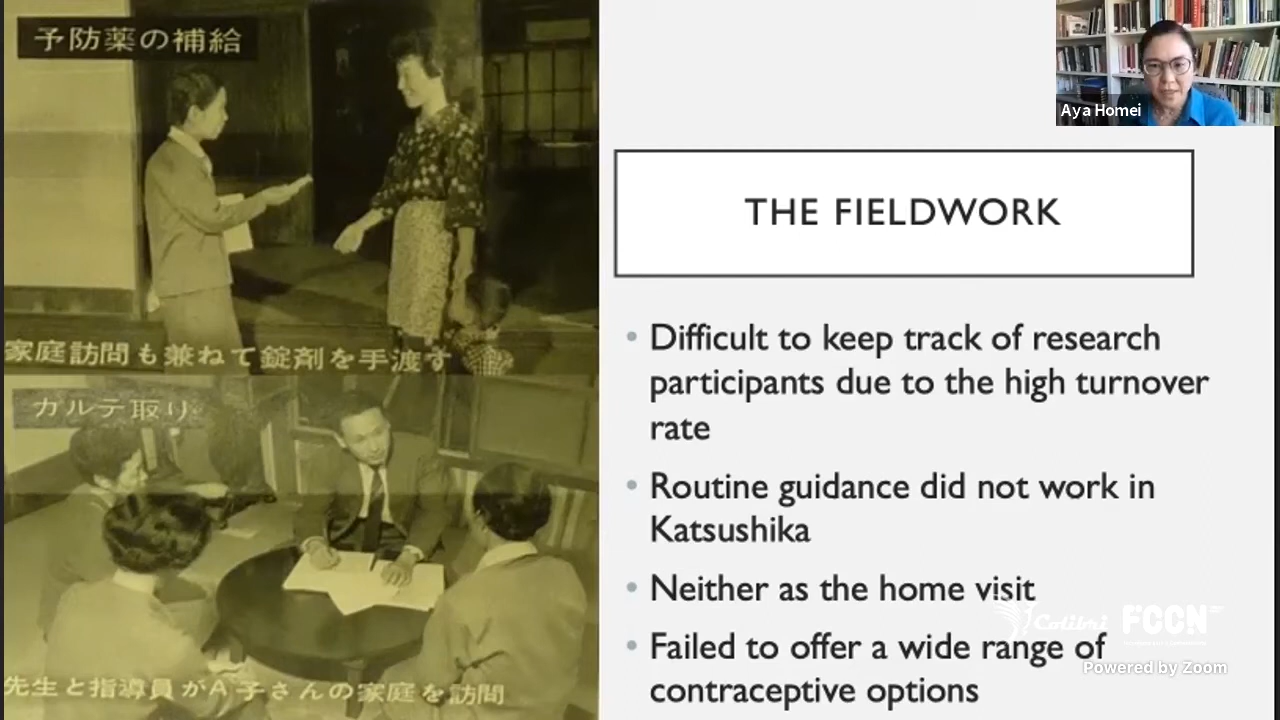 予防薬の補給
家庭訪問も兼ねて錠剤を手渡す
カルテ取り
先生と指導員がA子さんの家庭を訪問
Aya Homei
THE FIELDWORK
• Difficult to keep track of research
participants due to the high turnover
rate
• Routine guidance did not work in
Katsushika
• Neither as the home visit
• Failed to offer a wide range of
contraceptive options
Colibri FCCN
Powered by Zoom